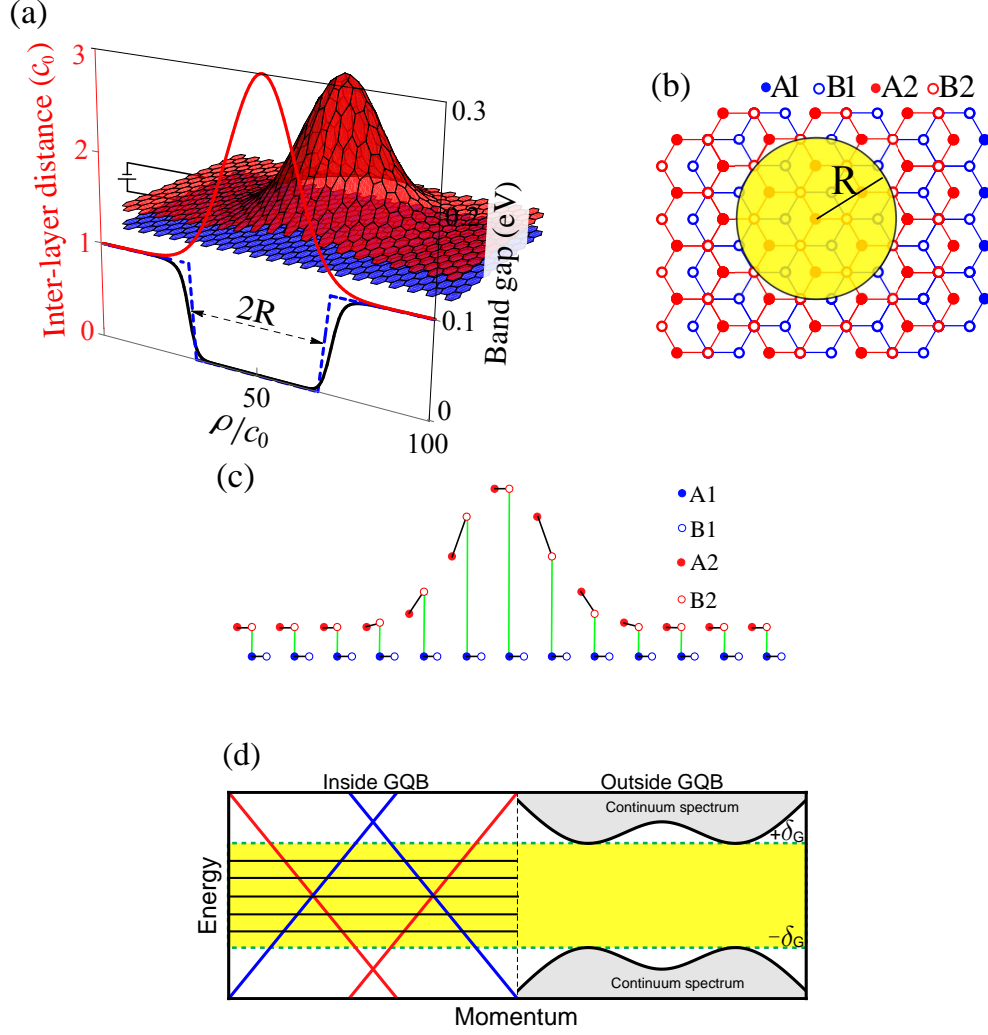 (a)
Inter-layer distance (c₀)
3
2
1
0
0.3
0.2
0.1
0
Band gap (eV)
2R
50
100
ρ/c₀
(b)
A1 B1 A2 B2
R
(c)
A1
B1
A2
B2
(d)
Inside GQB Outside GQB
Continuum spectrum
+δG
Energy
−δG
Continuum spectrum
Momentum